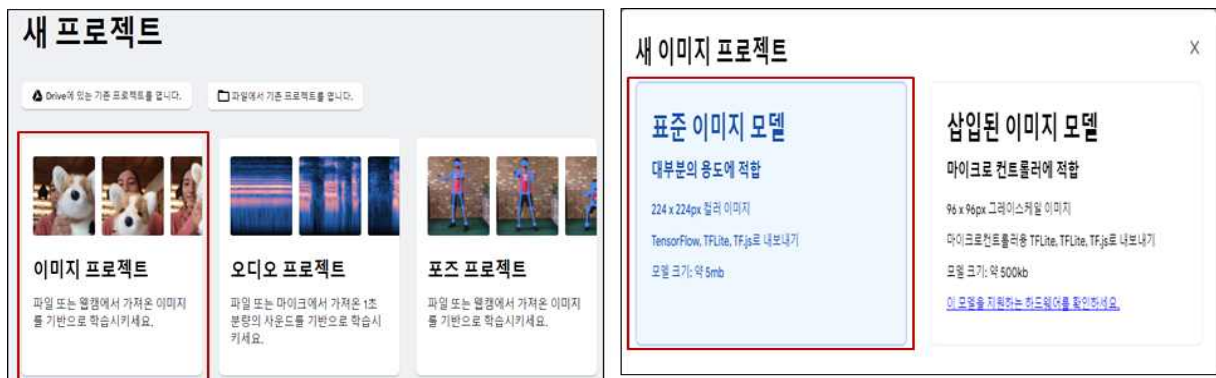 새 프로젝트
Drive에 있는 기존 프로젝트를 엽니다.
파일에서 기존 프로젝트를 엽니다.
이미지 프로젝트
파일 또는 웹캠에서 가져온 이미지
를 기반으로 학습시키세요.
오디오 프로젝트
파일 또는 마이크에서 가져온 1초
분량의 사운드를 기반으로 학습시
키세요.
포즈 프로젝트
파일 또는 웹캠에서 가져온 이미지
를 기반으로 학습시키세요.
새 이미지 프로젝트
X
표준 이미지 모델
대부분의 용도에 적합
224 x 224px 컬러 이미지
TensorFlow, TFLite, TF.js로 내보내기
모델 크기: 약 5mb
삽입된 이미지 모델
마이크로 컨트롤러에 적합
96 x 96px 그레이스케일 이미지
마이크로컨트롤러용 TFLite, TFLite, TF.js로 내보내기
모델 크기: 약 500kb
이 모델을 지원하는 하드웨어를 확인하세요.